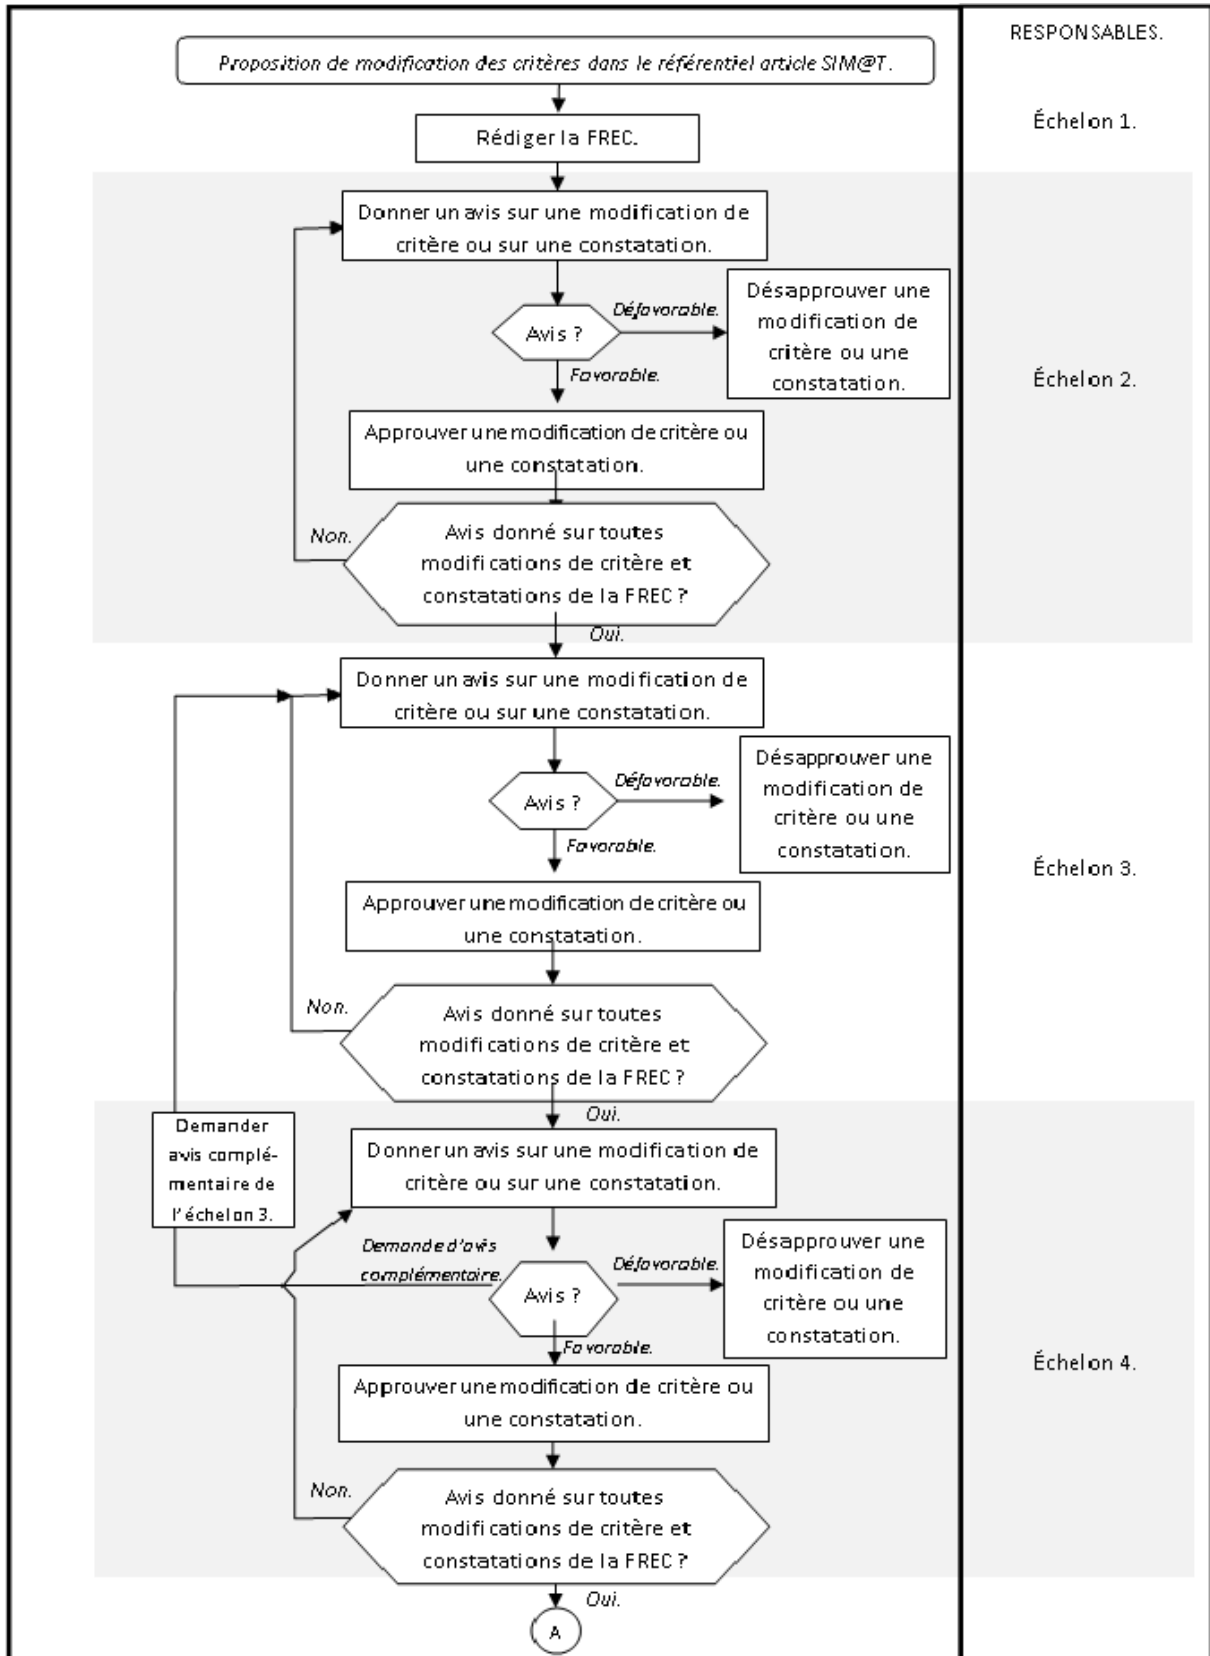 RESPONSABLES.
Proposition de modification des critères dans le référentiel article SIM@T.
Échelon 1.
Rédiger la FREC.
Donner un avis sur une modification de
critère ou sur une constatation.
Avis ?
Défavorable.
Désapprouver une
modification de
critère ou une
constatation.
Favorable.
Échelon 2.
Approuver une modification de critère ou
une constatation.
Non.
Avis donné sur toutes
modifications de critère et
constatations de la FREC ?
Oui.
Donner un avis sur une modification de
critère ou sur une constatation.
Avis ?
Défavorable.
Désapprouver une
modification de
critère ou une
constatation.
Favorable.
Échelon 3.
Approuver une modification de critère ou
une constatation.
Non.
Avis donné sur toutes
modifications de critère et
constatations de la FREC ?
Oui.
Demander
avis complé-
mentaire de
l'échelon 3.
Donner un avis sur une modification de
critère ou sur une constatation.
Demande d'avis
complémentaire.
Avis ?
Défavorable.
Désapprouver une
modification de
critère ou une
constatation.
Favorable.
Échelon 4.
Approuver une modification de critère ou
une constatation.
Non.
Avis donné sur toutes
modifications de critère et
constatations de la FREC ?
Oui.
A